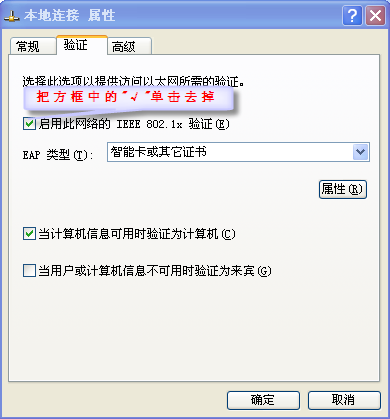 本地连接 属性
常规 验证 高级
选择此选项以提供访问以太网所需的验证。
把方框中的"√"单击去掉
启用此网络的 IEEE 802.1x 验证(E)
EAP 类型(T): 智能卡或其它证书
属性(R)
当计算机信息可用时验证为计算机(C)
当用户或计算机信息不可用时验证为来宾(G)
确定 取消